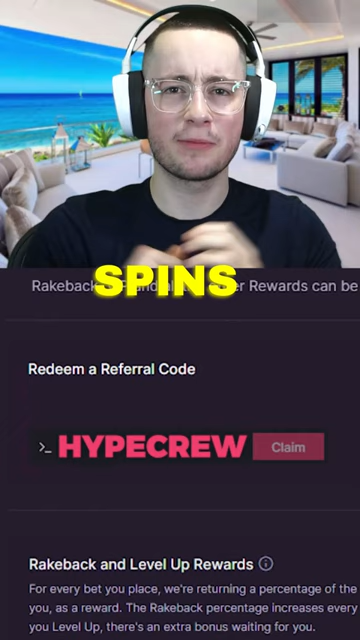 SPINS
Rakeback
er Rewards can be
Redeem a Referral Code
>_ HYPECREW Claim
Rakeback and Level Up Rewards
For every bet you place, we're returning a percentage of the
you, as a reward. The Rakeback percentage increases every
you Level Up, there's an extra bonus waiting for you.